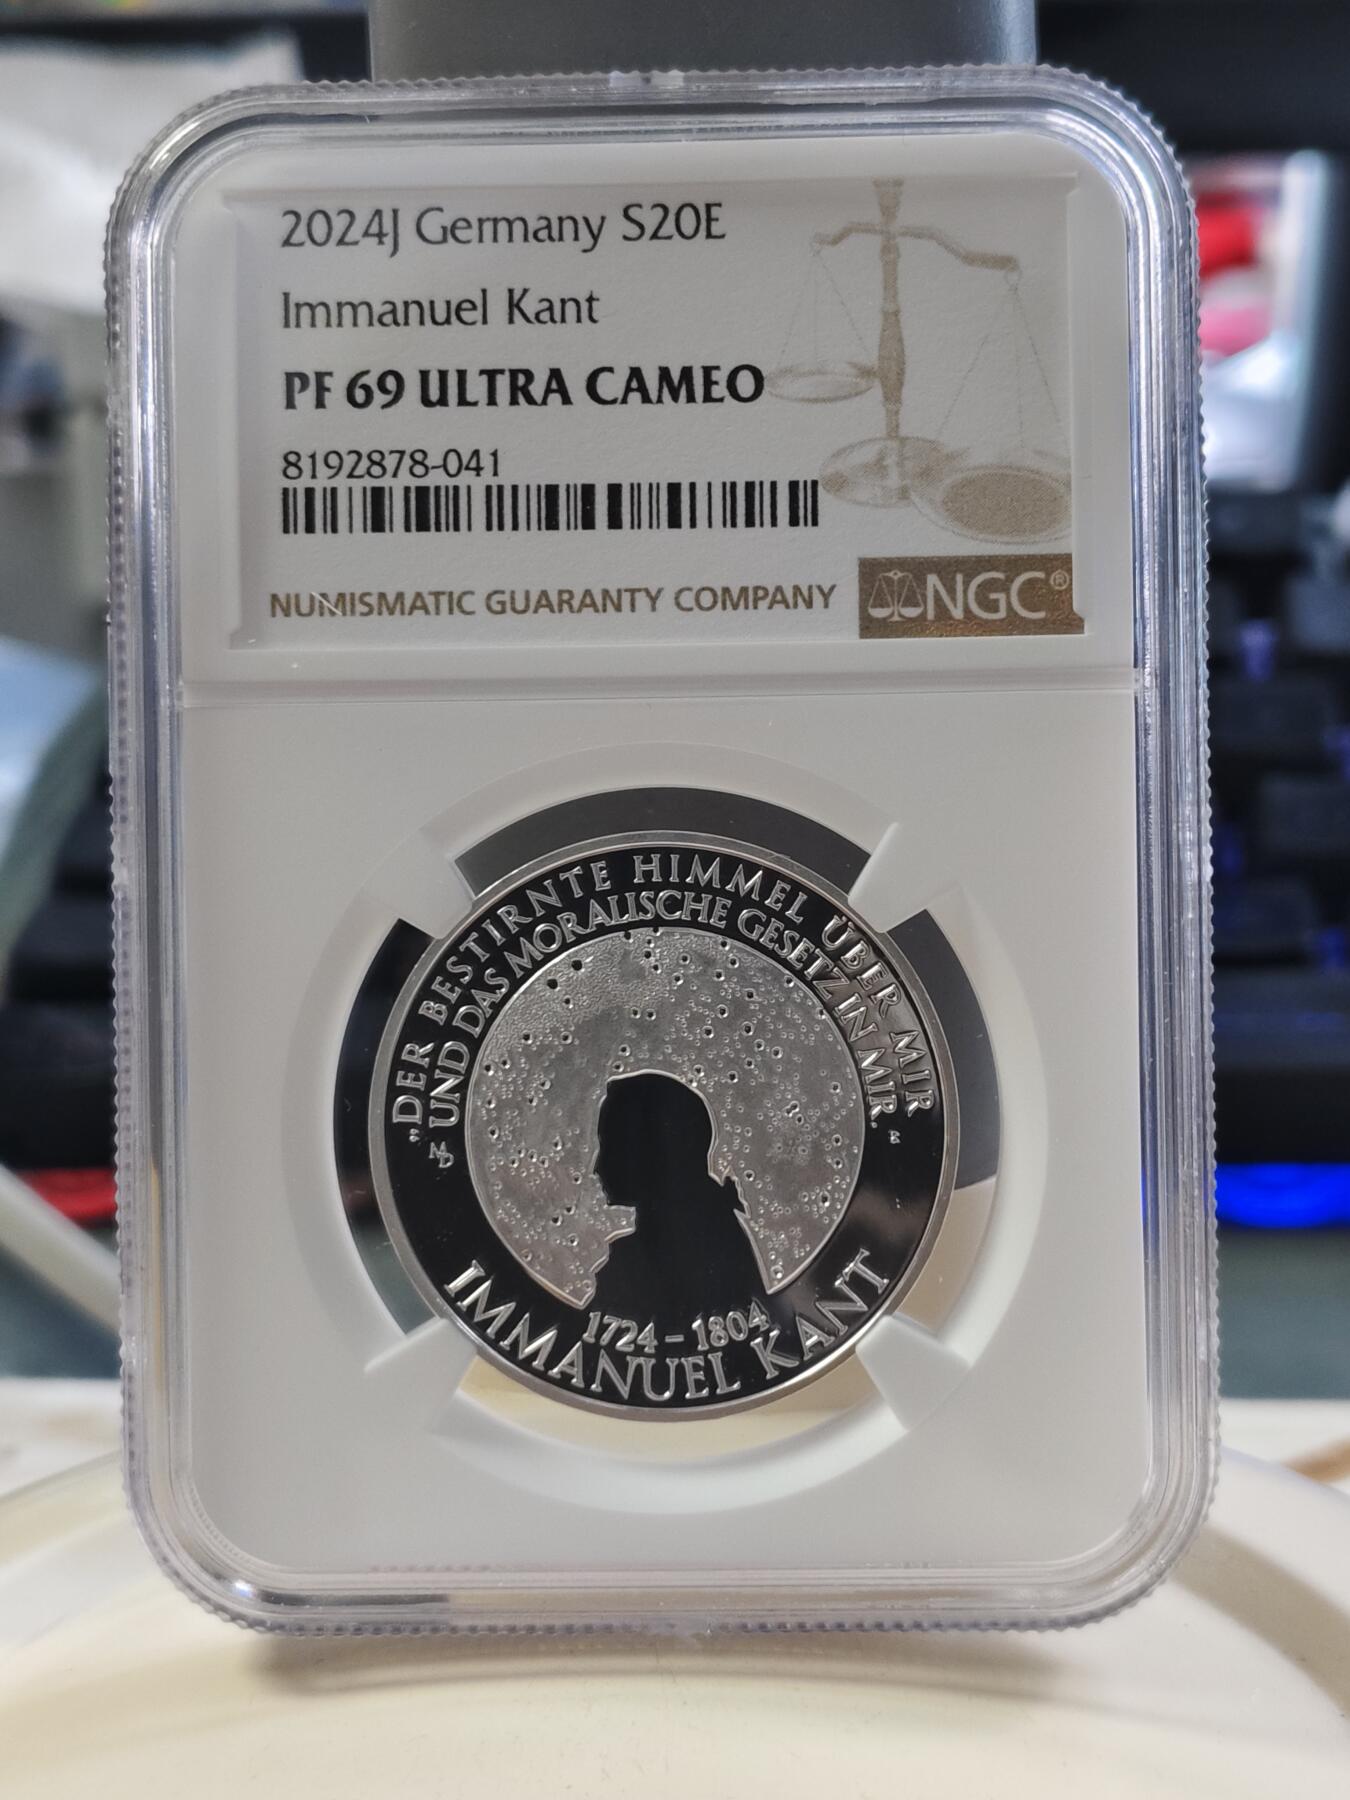 2024J Germany S20E
Immanuel Kant
PF 69 ULTRA CAMEO
8192878-041
NUMISMATIC GUARANTY COMPANY
NGC®
„DER BESTIRNTE HIMMEL ÜBER MIR
UND DAS MORALISCHE GESETZ IN MIR.“
1724 – 1804
IMMANUEL KANT